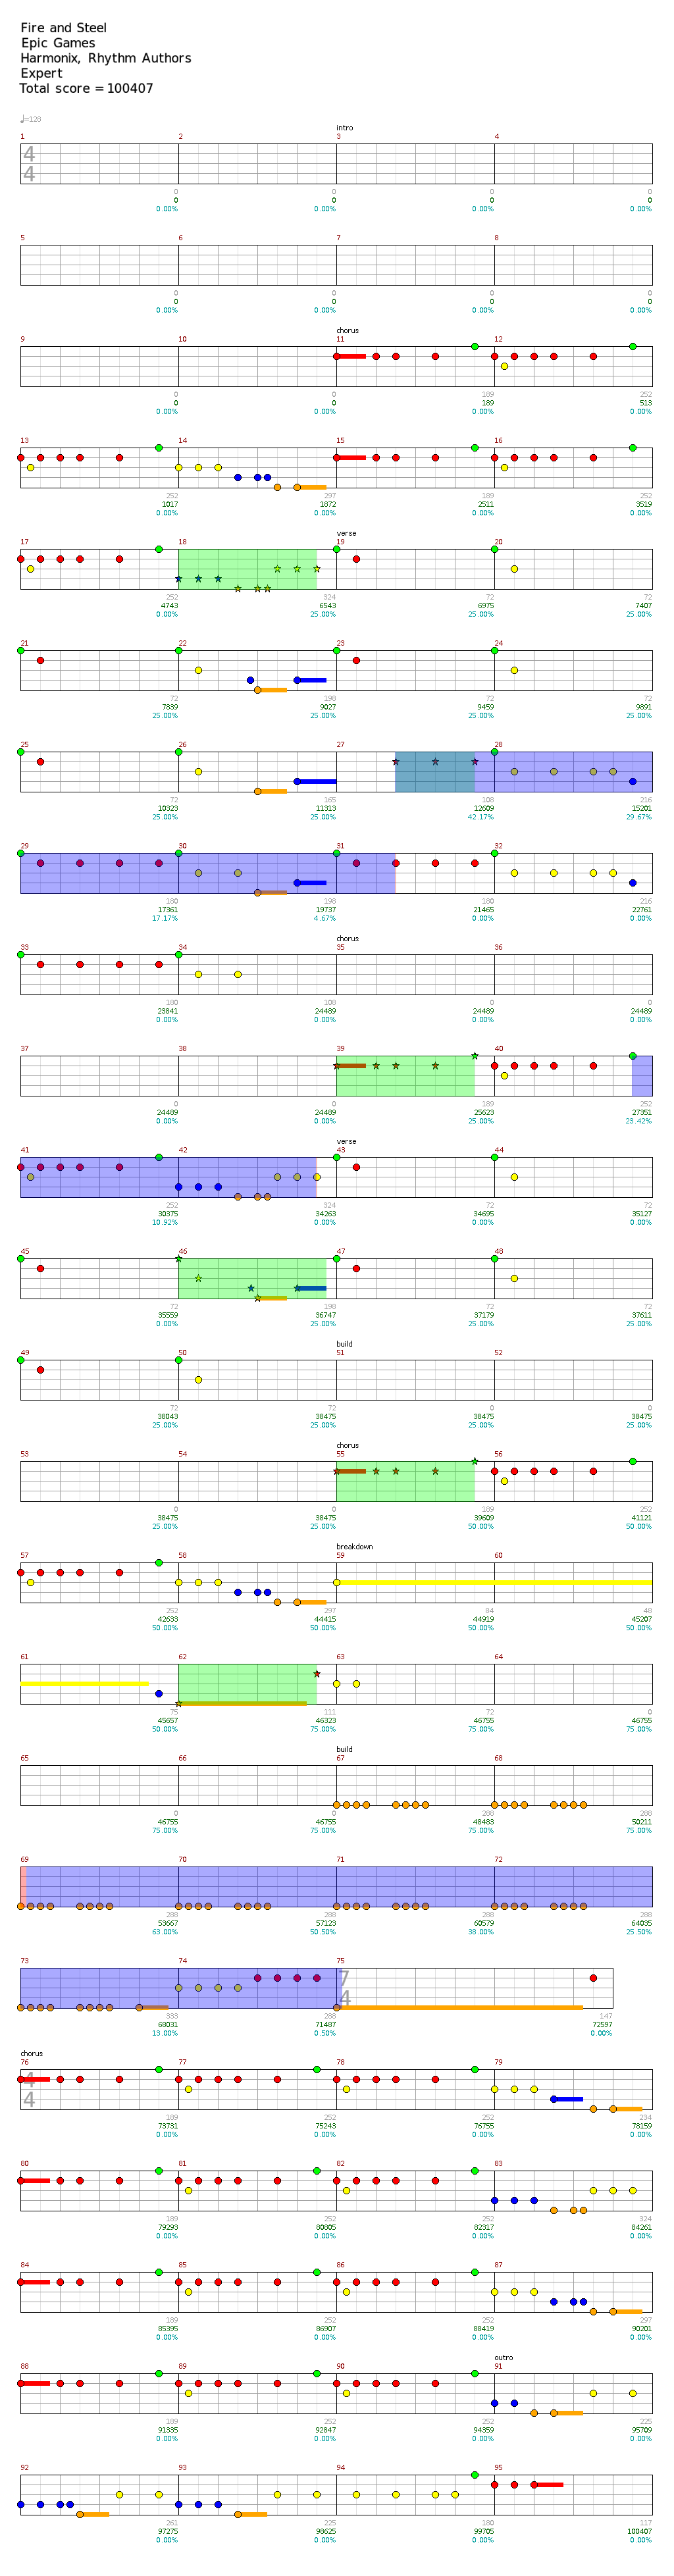 Fire and Steel
Epic Games
Harmonix, Rhythm Authors
Expert
Total score = 100407
♩=128
intro
1 2 3 4
4
4
0 0 0 0
0 0 0 0
0.00% 0.00% 0.00% 0.00%
5 6 7 8
0 0 0 0
0 0 0 0
0.00% 0.00% 0.00% 0.00%
chorus
9 10 11 12
0 0 189 252
0 0 189 513
0.00% 0.00% 0.00% 0.00%
13 14 15 16
252 297 189 252
1017 1872 2511 3519
0.00% 0.00% 0.00% 0.00%
verse
17 18 19 20
252 324 72 72
4743 6543 6975 7407
0.00% 25.00% 25.00% 25.00%
21 22 23 24
72 198 72 72
7839 9027 9459 9891
25.00% 25.00% 25.00% 25.00%
25 26 27 28
72 165 108 216
10323 11313 12609 15201
25.00% 25.00% 42.17% 29.67%
29 30 31 32
180 198 180 216
17361 19737 21465 22761
17.17% 4.67% 0.00% 0.00%
chorus
33 34 35 36
180 108 0 0
23841 24489 24489 24489
0.00% 0.00% 0.00% 0.00%
37 38 39 40
0 0 189 252
24489 24489 25623 27351
0.00% 0.00% 25.00% 23.42%
verse
41 42 43 44
252 324 72 72
30375 34263 34695 35127
10.92% 0.00% 0.00% 0.00%
45 46 47 48
72 198 72 72
35559 36747 37179 37611
0.00% 25.00% 25.00% 25.00%
build
49 50 51 52
72 72 0 0
38043 38475 38475 38475
25.00% 25.00% 25.00% 25.00%
chorus
53 54 55 56
0 0 189 252
38475 38475 39609 41121
25.00% 25.00% 50.00% 50.00%
breakdown
57 58 59 60
252 297 84 48
42633 44415 44919 45207
50.00% 50.00% 50.00% 50.00%
61 62 63 64
75 111 72 0
45657 46323 46755 46755
50.00% 75.00% 75.00% 75.00%
build
65 66 67 68
0 0 288 288
46755 46755 48483 50211
75.00% 75.00% 75.00% 75.00%
69 70 71 72
288 288 288 288
53667 57123 60579 64035
63.00% 50.50% 38.00% 25.50%
73 74 75
7
4
333 288 147
68031 71487 72597
13.00% 0.50% 0.00%
chorus
76 77 78 79
4
4
189 252 252 234
73731 75243 76755 78159
0.00% 0.00% 0.00% 0.00%
80 81 82 83
189 252 252 324
79293 80805 82317 84261
0.00% 0.00% 0.00% 0.00%
84 85 86 87
189 252 252 297
85395 86907 88419 90201
0.00% 0.00% 0.00% 0.00%
outro
88 89 90 91
189 252 252 225
91335 92847 94359 95709
0.00% 0.00% 0.00% 0.00%
92 93 94 95
261 225 180 117
97275 98625 99705 100407
0.00% 0.00% 0.00% 0.00%